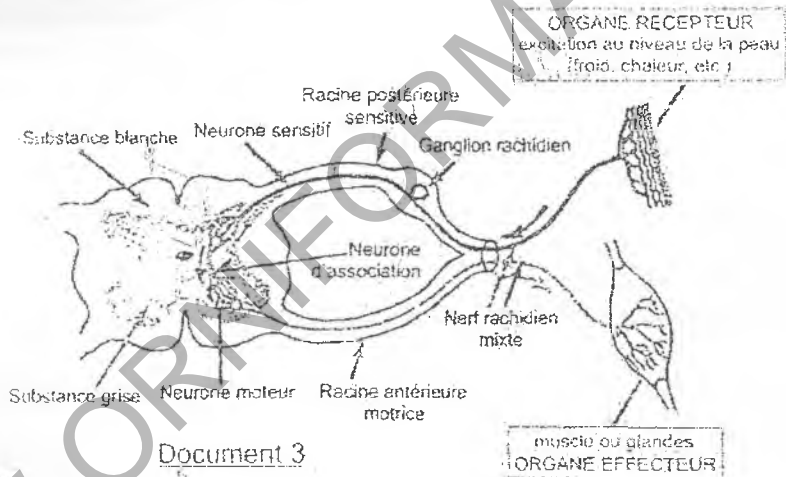 ORGANE RECEPTEUR
excitation au niveau de la peau
(froid, chaleur, etc.)
Racine postérieure
sensitive
Substance blanche
Neurone sensitif
Ganglion rachidien
Neurone
d'association
Nerf rachidien
mixte
Substance grise
Neurone moteur
Racine antérieure
motrice
Document 3
muscle ou glandes
ORGANE EFFECTEUR